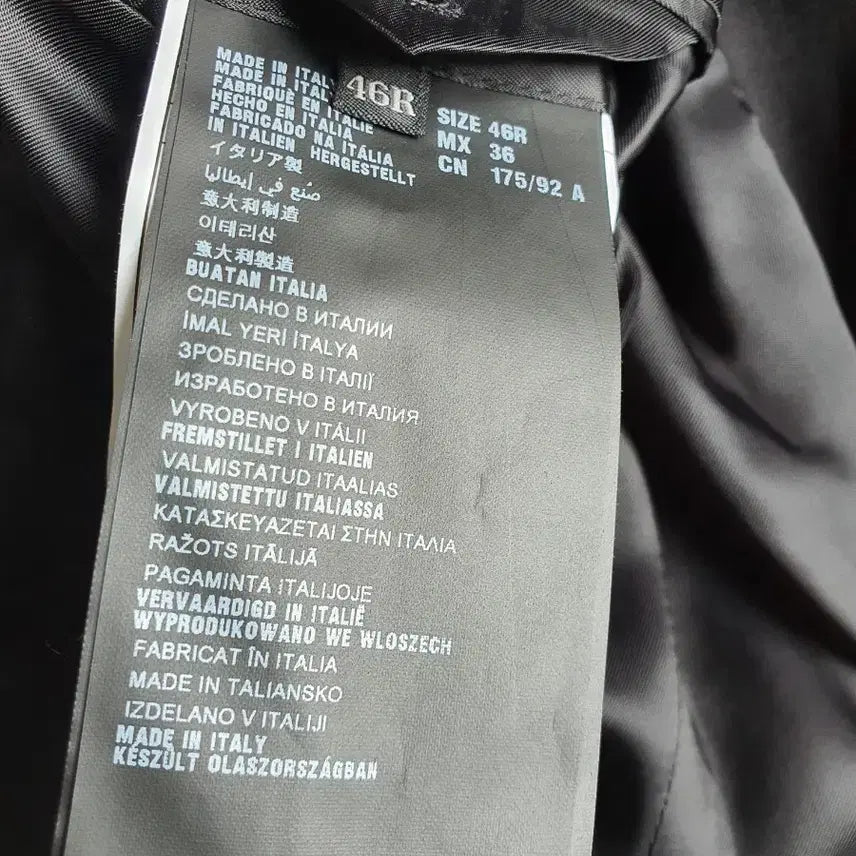 46R
MADE IN ITAL
MADE IN ITAL
FABRIQUÉ EN ITALIE
HECHO EN ITALIA
FABRICADO NA ITÁLIA
IN ITALIEN HERGESTELLT
イタリア製
صنع في إيطاليا
意大利制造
이태리산
意大利製造
BUATAN ITALIA
СДЕЛАНО В ИТАЛИИ
İMAL YERİ İTALYA
ЗРОБЛЕНО В ІТАЛІЇ
ИЗРАБОТЕНО В ИТАЛИЯ
VYROBENO V ITÁLII
FREMSTILLET I ITALIEN
VALMISTATUD ITAALIAS
VALMISTETTU ITALIASSA
ΚΑΤΑΣΚΕΥΑΖΕΤΑΙ ΣΤΗΝ ΙΤΑΛΙΑ
RAŽOTS ITĀLIJĀ
PAGAMINTA ITALIJOJE
VERVAARDIGD IN ITALIË
WYPRODUKOWANO WE WLOSZECH
FABRICAT ÎN ITALIA
MADE IN TALIANSKO
IZDELANO V ITALIJI
MADE IN ITALY
KÉSZÜLT OLASZORSZÁGBAN
SIZE 46R
MX 36
CN 175/92 A